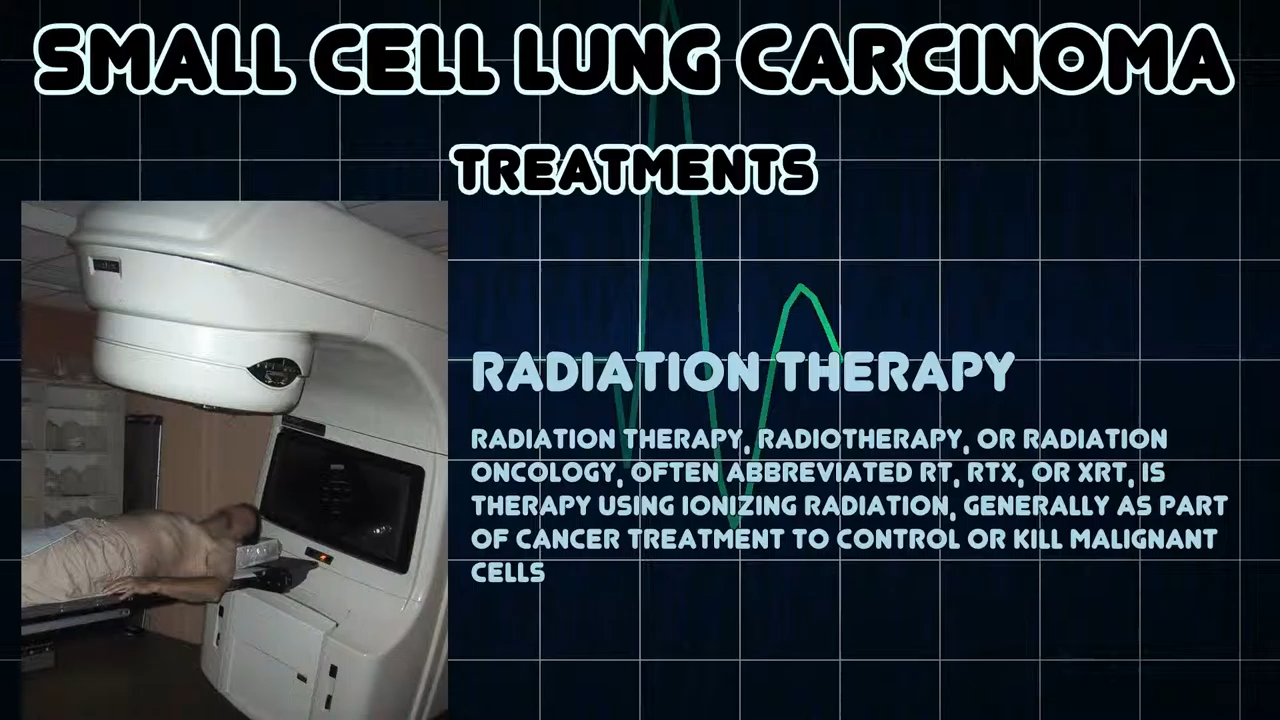 SMALL CELL LUNG CARCINOMA
TREATMENTS
RADIATION THERAPY
RADIATION THERAPY, RADIOTHERAPY, OR RADIATION
ONCOLOGY, OFTEN ABBREVIATED RT, RTX, OR XRT, IS
THERAPY USING IONIZING RADIATION, GENERALLY AS PART
OF CANCER TREATMENT TO CONTROL OR KILL MALIGNANT
CELLS